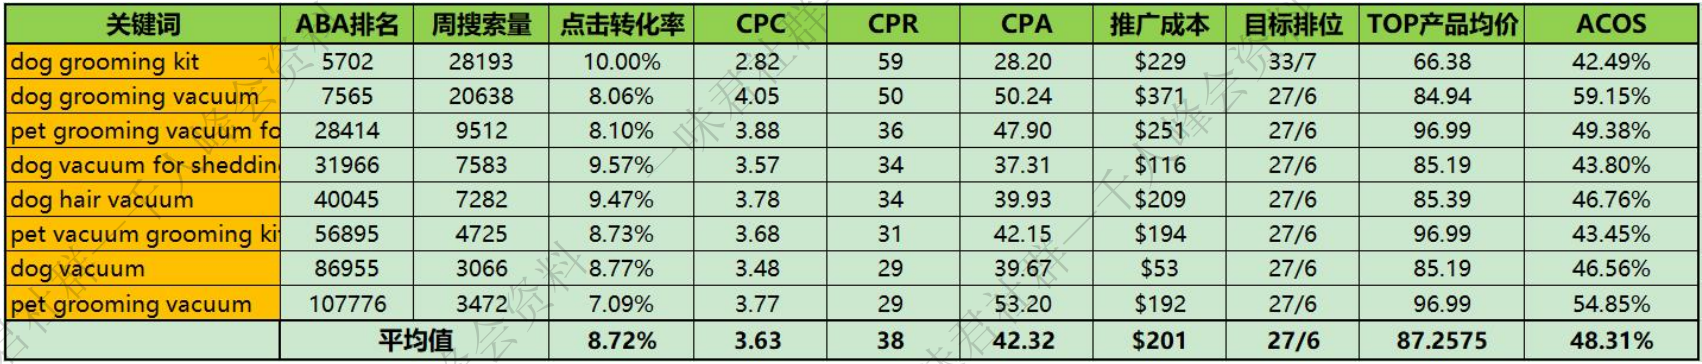 关键词 ABA排名 周搜索量 点击转化率 CPC CPR CPA 推广成本 目标排位 TOP产品均价 ACOS
dog grooming kit 5702 28193 10.00% 2.82 59 28.20 $229 33/7 66.38 42.49%
dog grooming vacuum 7565 20638 8.06% 4.05 50 50.24 $371 27/6 84.94 59.15%
pet grooming vacuum fo 28414 9512 8.10% 3.88 36 47.90 $251 27/6 96.99 49.38%
dog vacuum for sheddin 31966 7583 9.57% 3.57 34 37.31 $116 27/6 85.19 43.80%
dog hair vacuum 40045 7282 9.47% 3.78 34 39.93 $209 27/6 85.39 46.76%
pet vacuum grooming ki 56895 4725 8.73% 3.68 31 42.15 $194 27/6 96.99 43.45%
dog vacuum 86955 3066 8.77% 3.48 29 39.67 $53 27/6 85.19 46.56%
pet grooming vacuum 107776 3472 7.09% 3.77 29 53.20 $192 27/6 96.99 54.85%
平均值 8.72% 3.63 38 42.32 $201 27/6 87.2575 48.31%